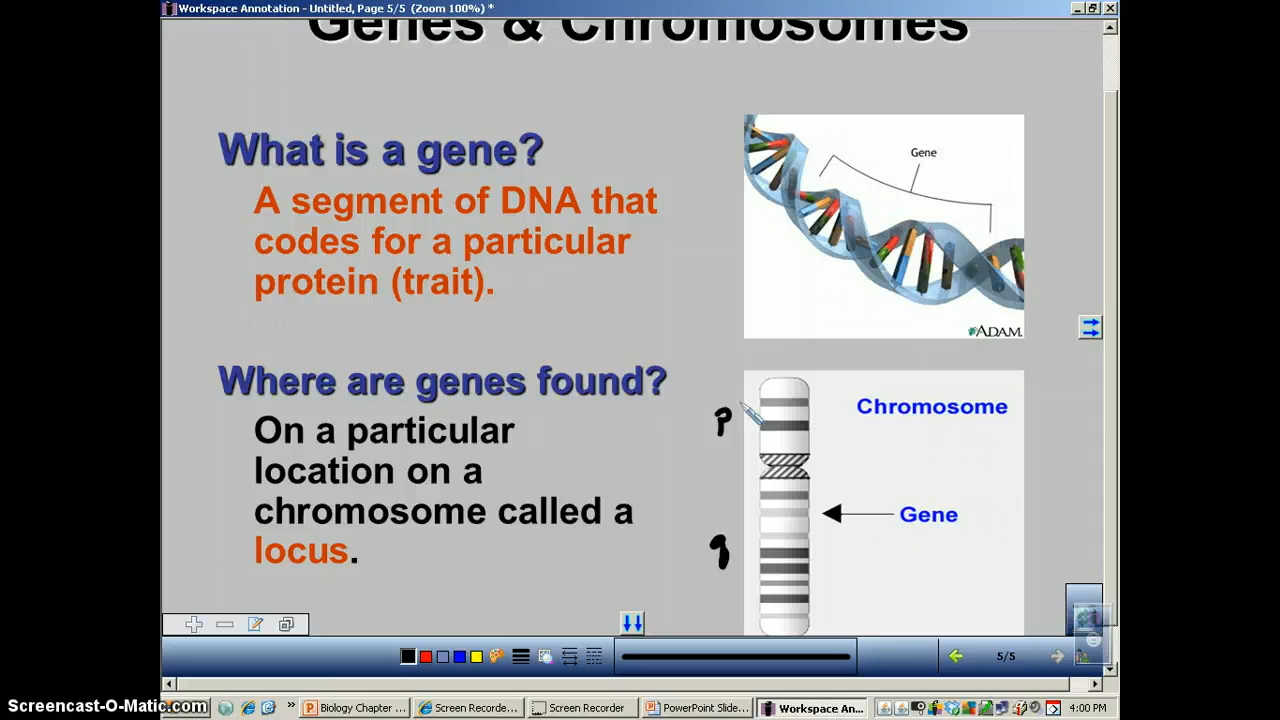 Workspace Annotation - Untitled, Page 5/5 (Zoom 100%) *
Genes & Chromosomes
What is a gene?
A segment of DNA that
codes for a particular
protein (trait).
Gene
ADAM.
Where are genes found?
On a particular
location on a
chromosome called a
locus.
p
q
Chromosome
Gene
5/5
Screencast-O-Matic.com
»
Biology Chapter ...
Screen Recorde...
Screen Recorder
PowerPoint Slide...
Workspace An...
4:00 PM